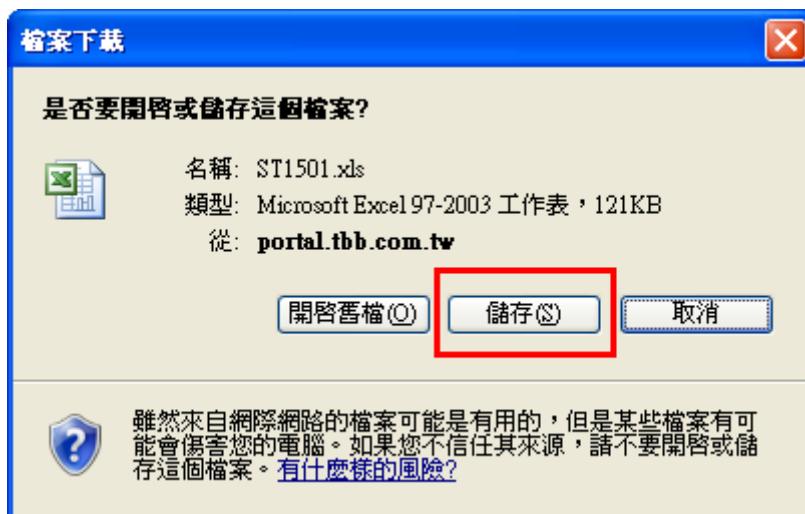 檔案下載
是否要開啓或儲存這個檔案?
名稱: ST1501.xls
類型: Microsoft Excel 97-2003 工作表，121KB
從: portal.tbb.com.tw
開啓舊檔(O) 儲存(S) 取消
雖然來自網際網路的檔案可能是有用的，但是某些檔案有可
能會傷害您的電腦。如果您不信任其來源，請不要開啓或儲
存這個檔案。有什麼樣的風險?